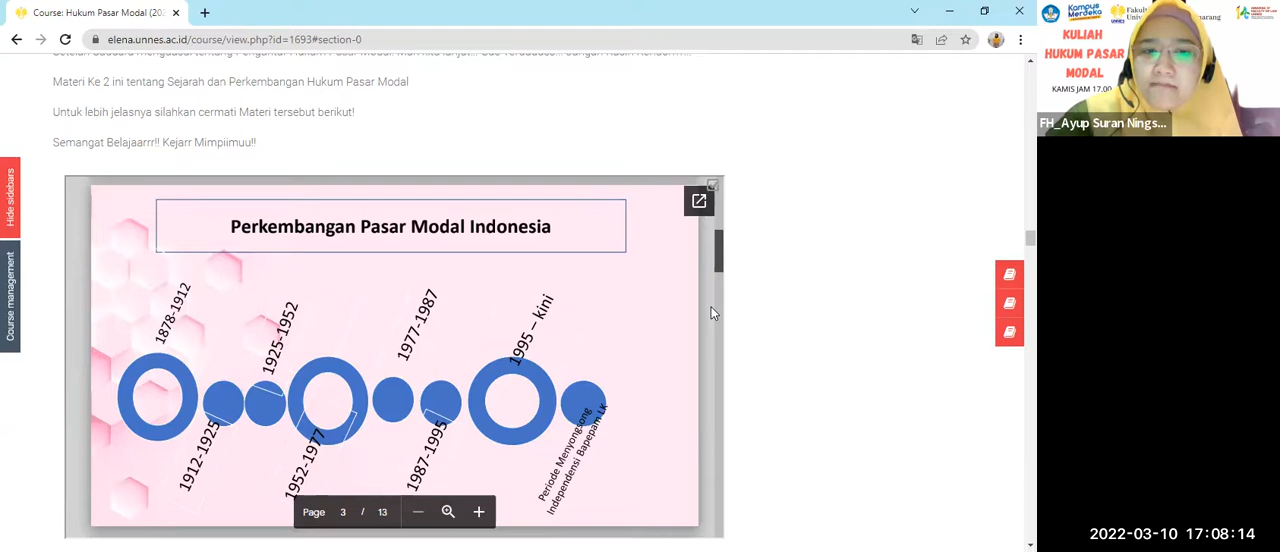 Course: Hukum Pasar Modal (202
elena.unnes.ac.id/course/view.php?id=1693#section-0
Materi Ke 2 ini tentang Sejarah dan Perkembangan Hukum Pasar Modal
Untuk lebih jelasnya silahkan cermati Materi tersebut berikut!
Semangat Belajaarrr!! Kejarr Mimpiimuu!!
Hide sidebars
Course management
Perkembangan Pasar Modal Indonesia
1878-1912
1912-1925
1925-1952
1952-1977
1977-1987
1987-1995
1995 – kini
Periode Menyongsong
Independensi Bapepam LK
Page 3 / 13
Kampus
Merdeka
UNNES
KULIAH
HUKUM PASAR
MODAL
KAMIS JAM 17.00
FH_Ayup Suran Nings...
2022-03-10 17:08:14